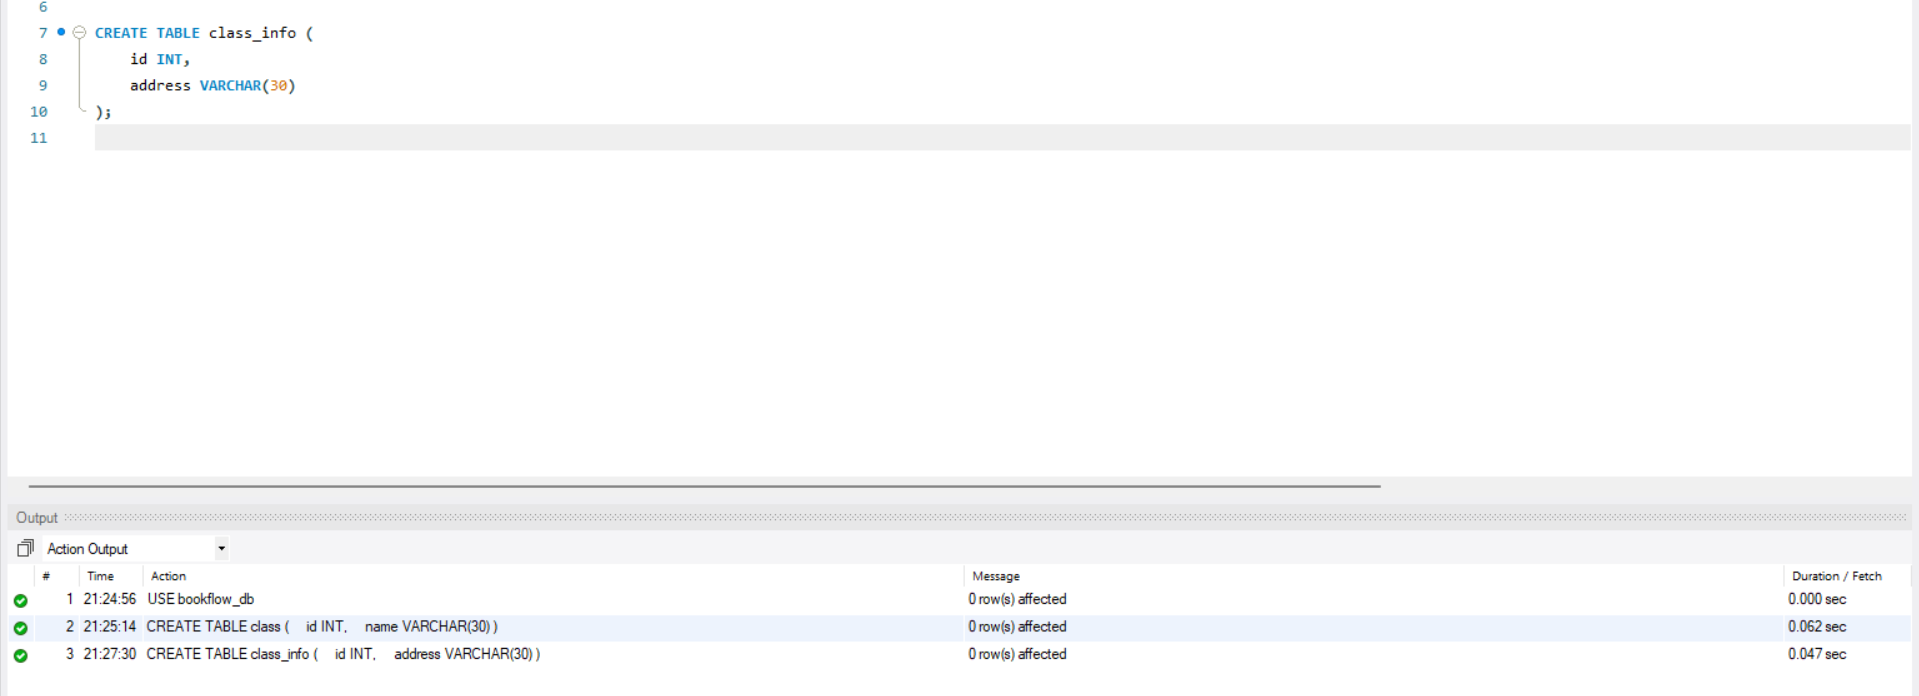 6
7 CREATE TABLE class_info (
8 id INT,
9 address VARCHAR(30)
10 );
11
Output
Action Output
# Time Action Message Duration / Fetch
1 21:24:56 USE bookflow_db 0 row(s) affected 0.000 sec
2 21:25:14 CREATE TABLE class ( id INT, name VARCHAR(30) ) 0 row(s) affected 0.062 sec
3 21:27:30 CREATE TABLE class_info ( id INT, address VARCHAR(30) ) 0 row(s) affected 0.047 sec